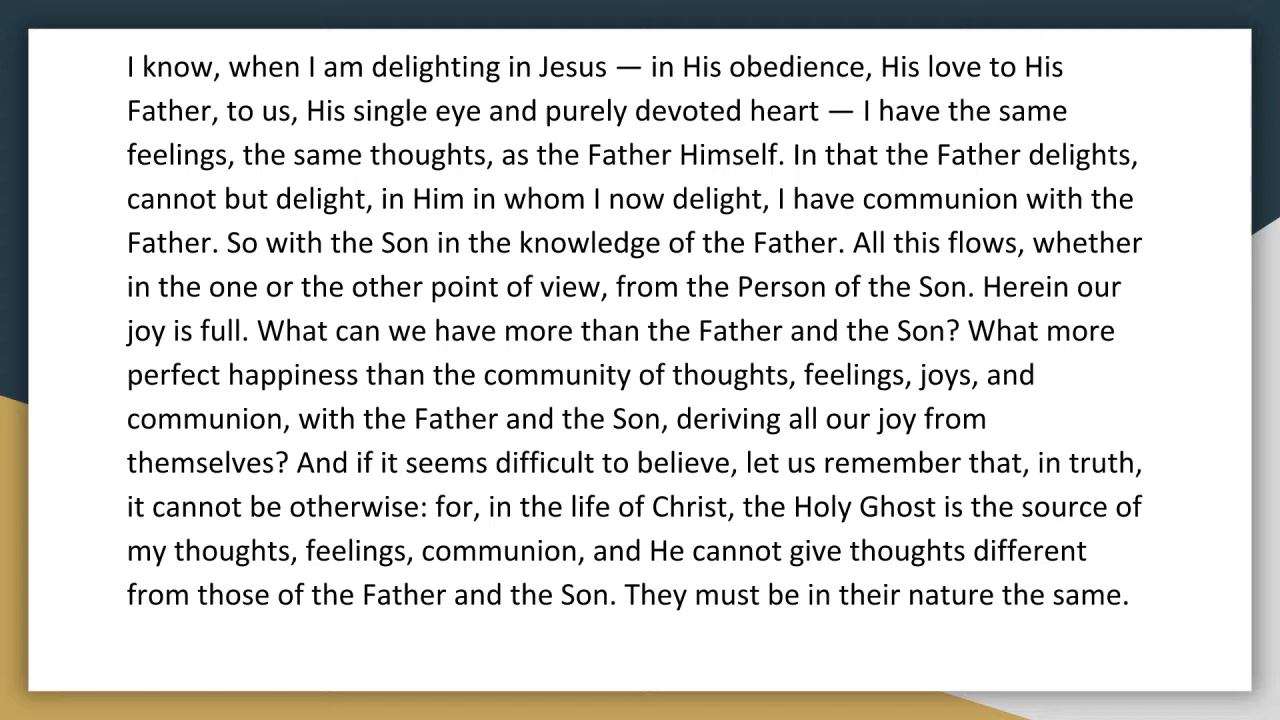 I know, when I am delighting in Jesus — in His obedience, His love to His
Father, to us, His single eye and purely devoted heart — I have the same
feelings, the same thoughts, as the Father Himself. In that the Father delights,
cannot but delight, in Him in whom I now delight, I have communion with the
Father. So with the Son in the knowledge of the Father. All this flows, whether
in the one or the other point of view, from the Person of the Son. Herein our
joy is full. What can we have more than the Father and the Son? What more
perfect happiness than the community of thoughts, feelings, joys, and
communion, with the Father and the Son, deriving all our joy from
themselves? And if it seems difficult to believe, let us remember that, in truth,
it cannot be otherwise: for, in the life of Christ, the Holy Ghost is the source of
my thoughts, feelings, communion, and He cannot give thoughts different
from those of the Father and the Son. They must be in their nature the same.